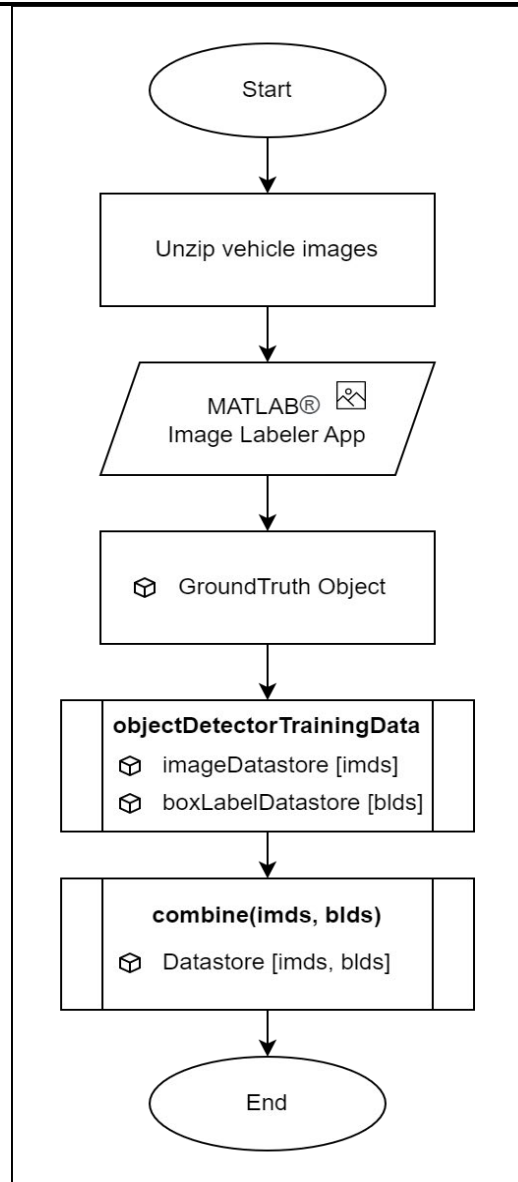 Start
Unzip vehicle images
MATLAB®
Image Labeler App
GroundTruth Object
objectDetectorTrainingData
imageDatastore [imds]
boxLabelDatastore [blds]
combine(imds, blds)
Datastore [imds, blds]
End